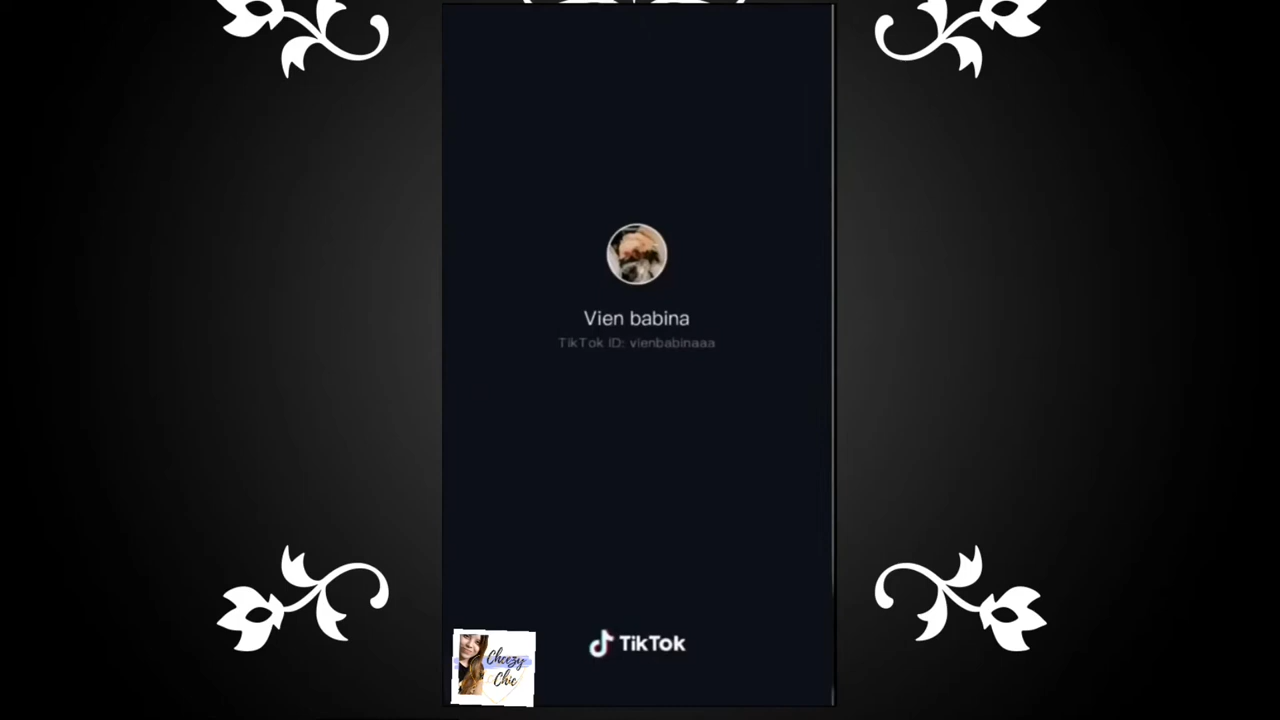 Vien babina
TikTok ID: vienbabinaaa
TikTok
Cheezy
Chic